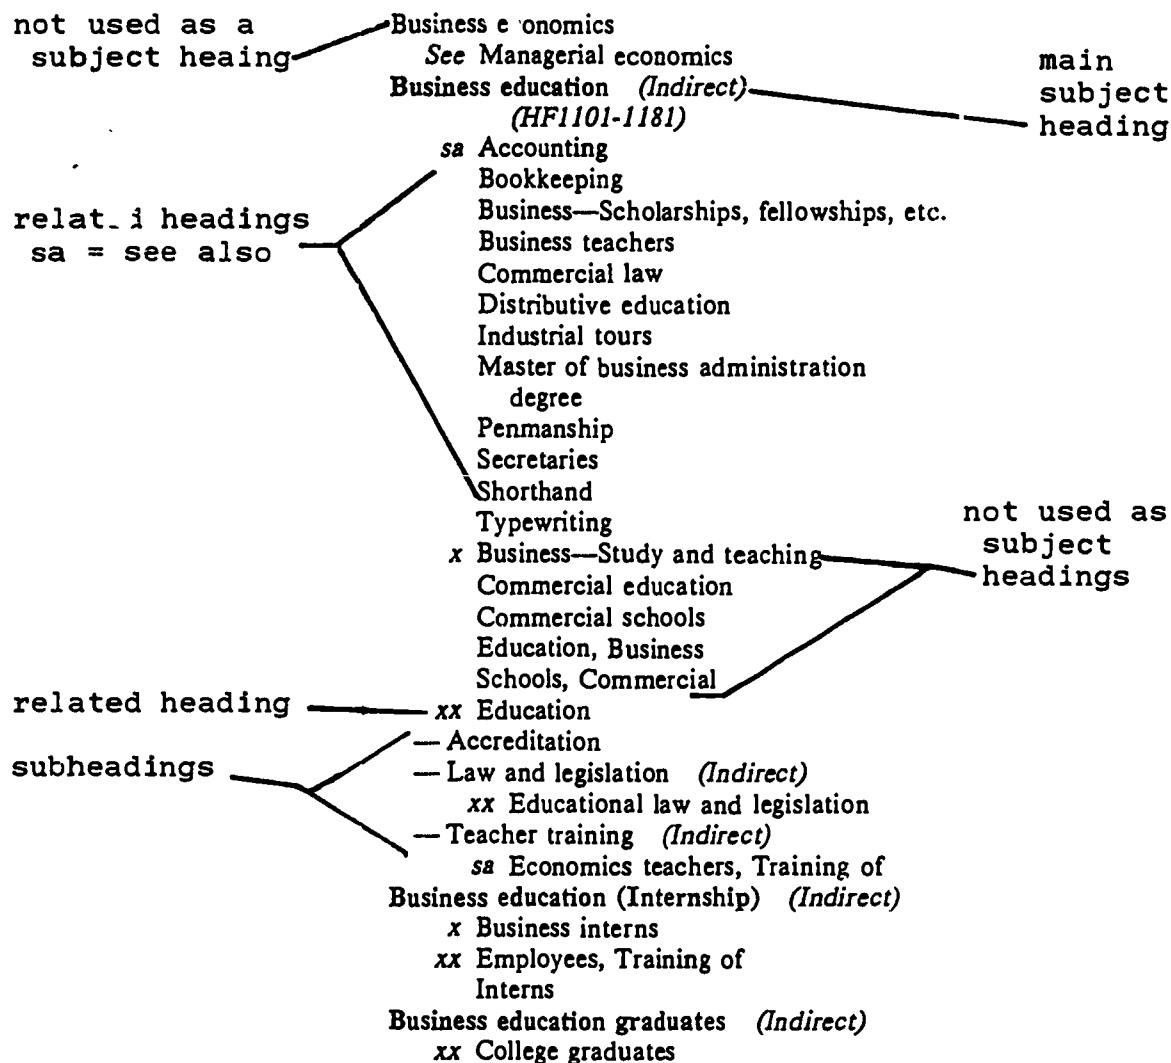 not used as a
subject heaing
Business e onomics
See Managerial economics
Business education (Indirect)
(HF1101-1181)
main
subject
heading
relat. i headings
sa = see also
sa Accounting
Bookkeeping
Business—Scholarships, fellowships, etc.
Business teachers
Commercial law
Distributive education
Industrial tours
Master of business administration
degree
Penmanship
Secretaries
Shorthand
Typewriting
x Business—Study and teaching
Commercial education
Commercial schools
Education, Business
Schools, Commercial
not used as
subject
headings
related heading
xx Education
subheadings
— Accreditation
— Law and legislation (Indirect)
xx Educational law and legislation
— Teacher training (Indirect)
sa Economics teachers, Training of
Business education (Internship) (Indirect)
x Business interns
xx Employees, Training of
Interns
Business education graduates (Indirect)
xx College graduates